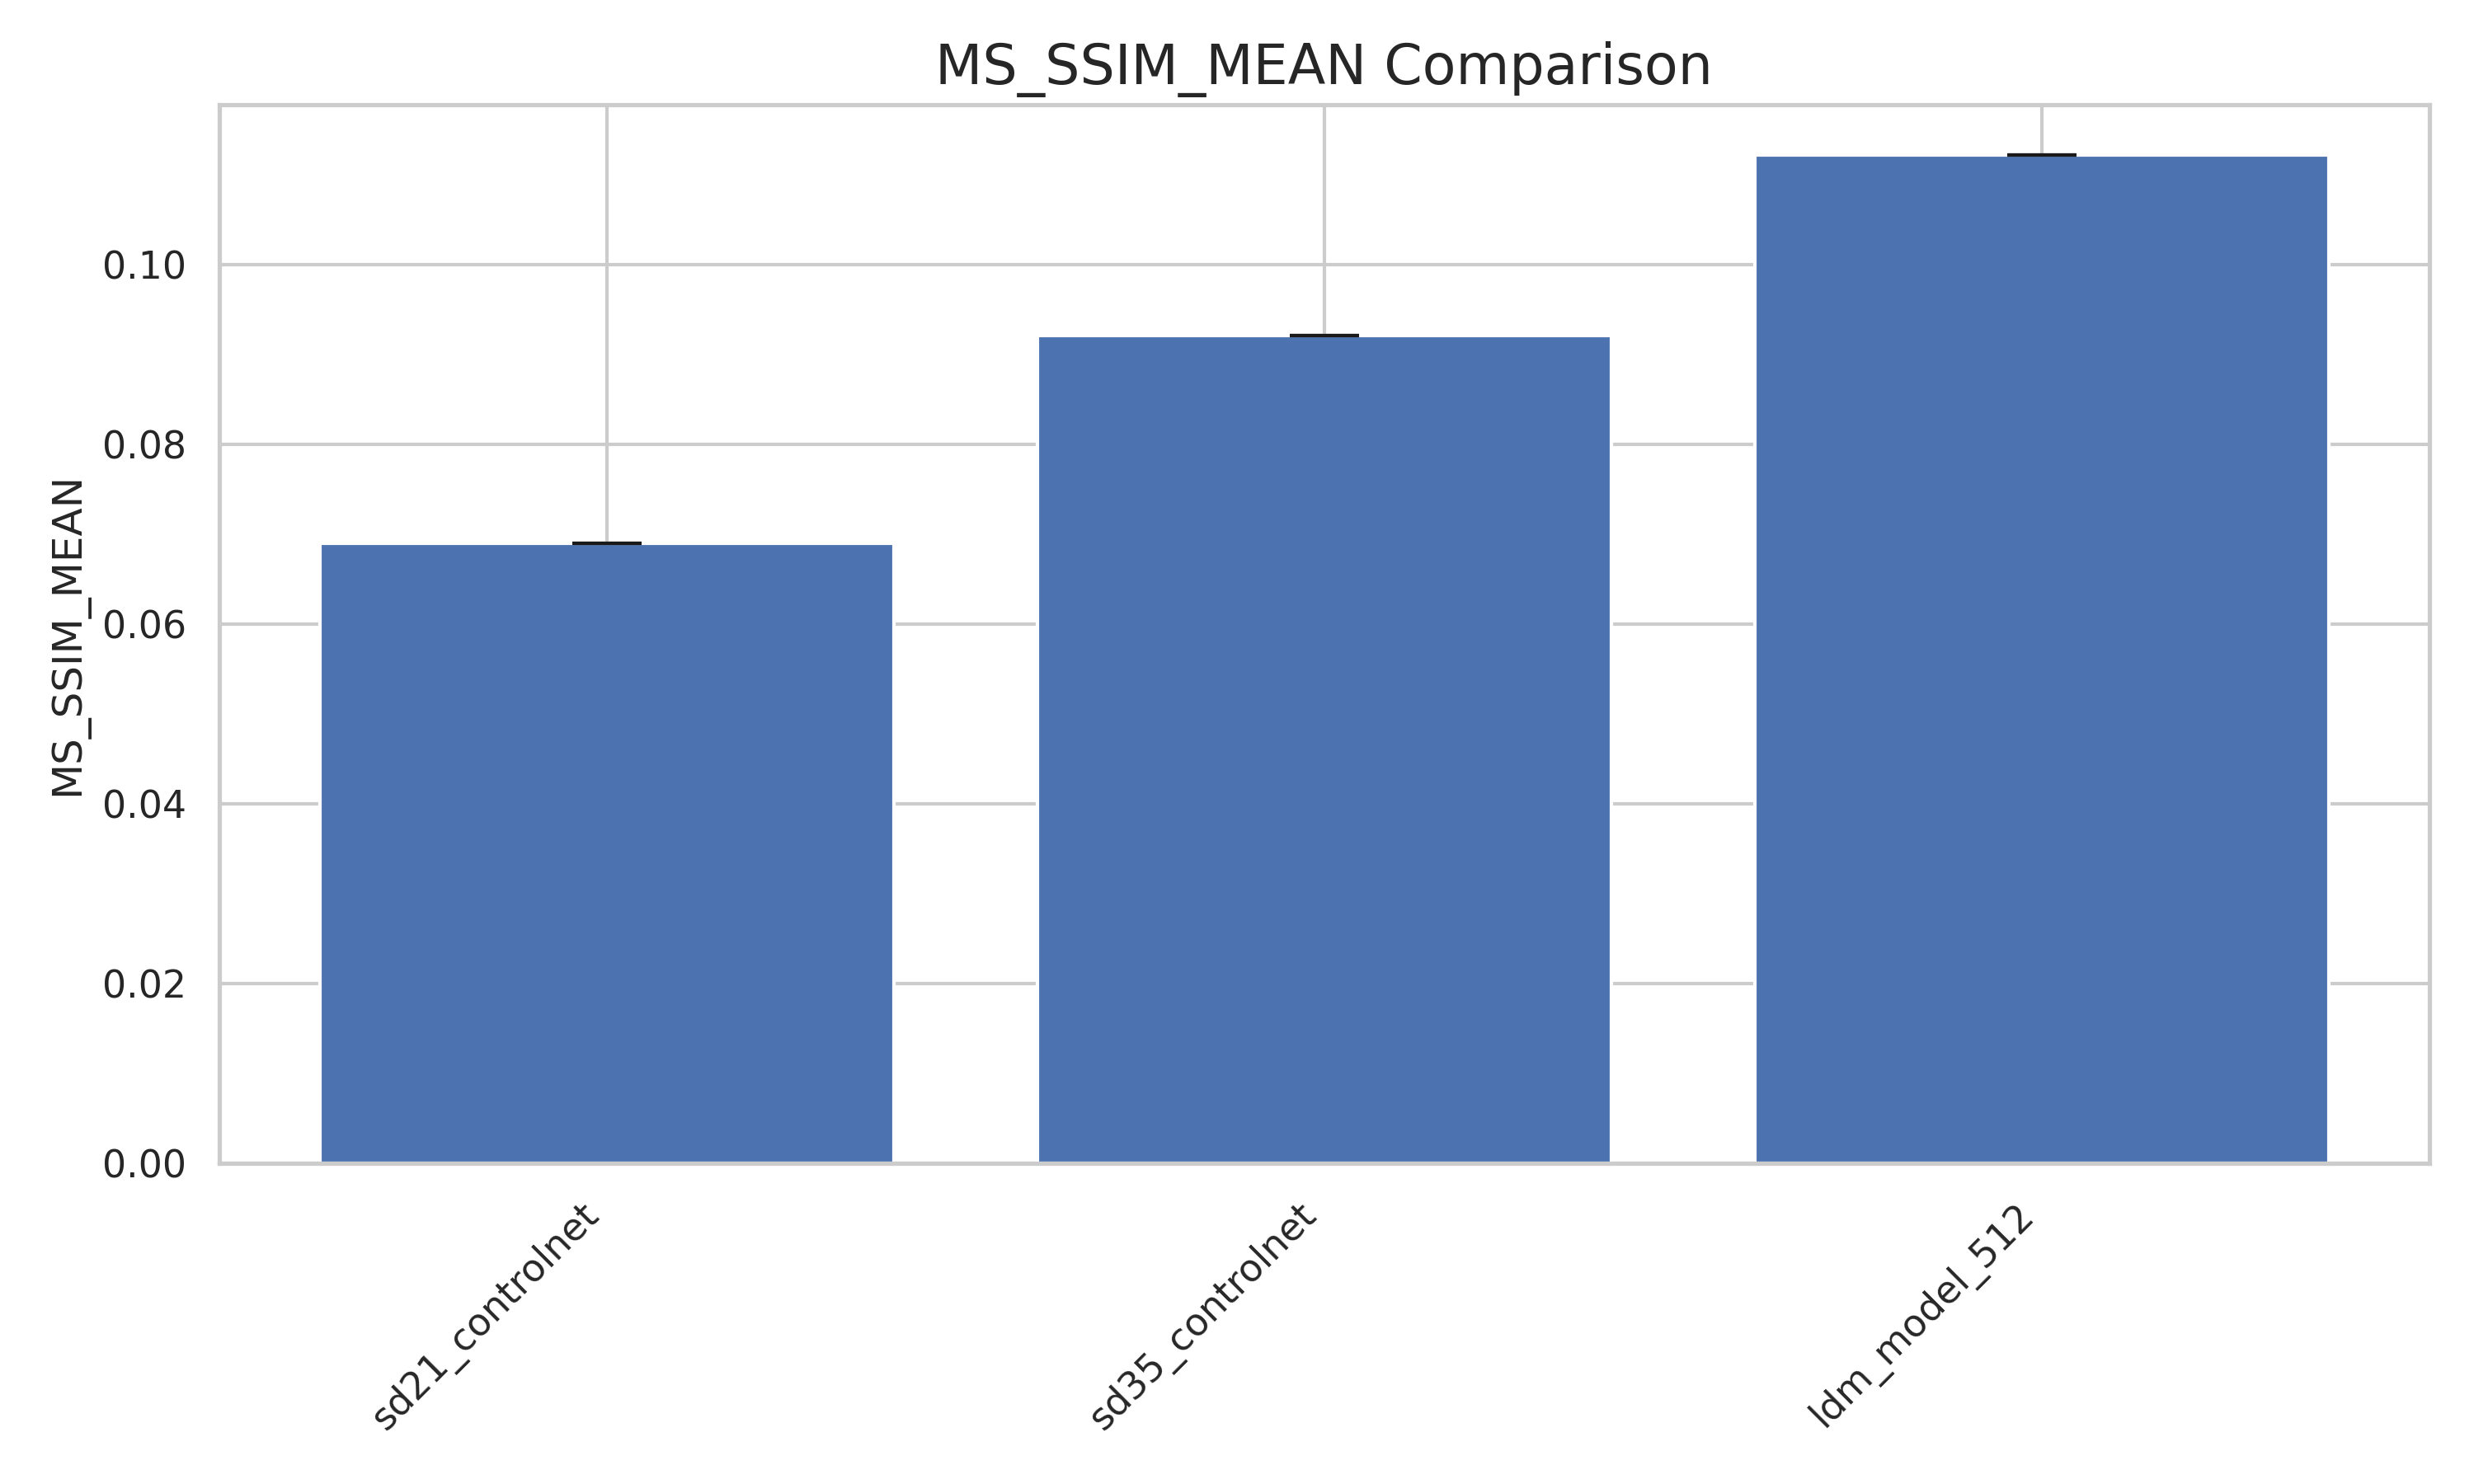 MS_SSIM_MEAN Comparison
MS_SSIM_MEAN
0.10
0.08
0.06
0.04
0.02
0.00
sd21_controlnet
sd35_controlnet
ldm_model_512